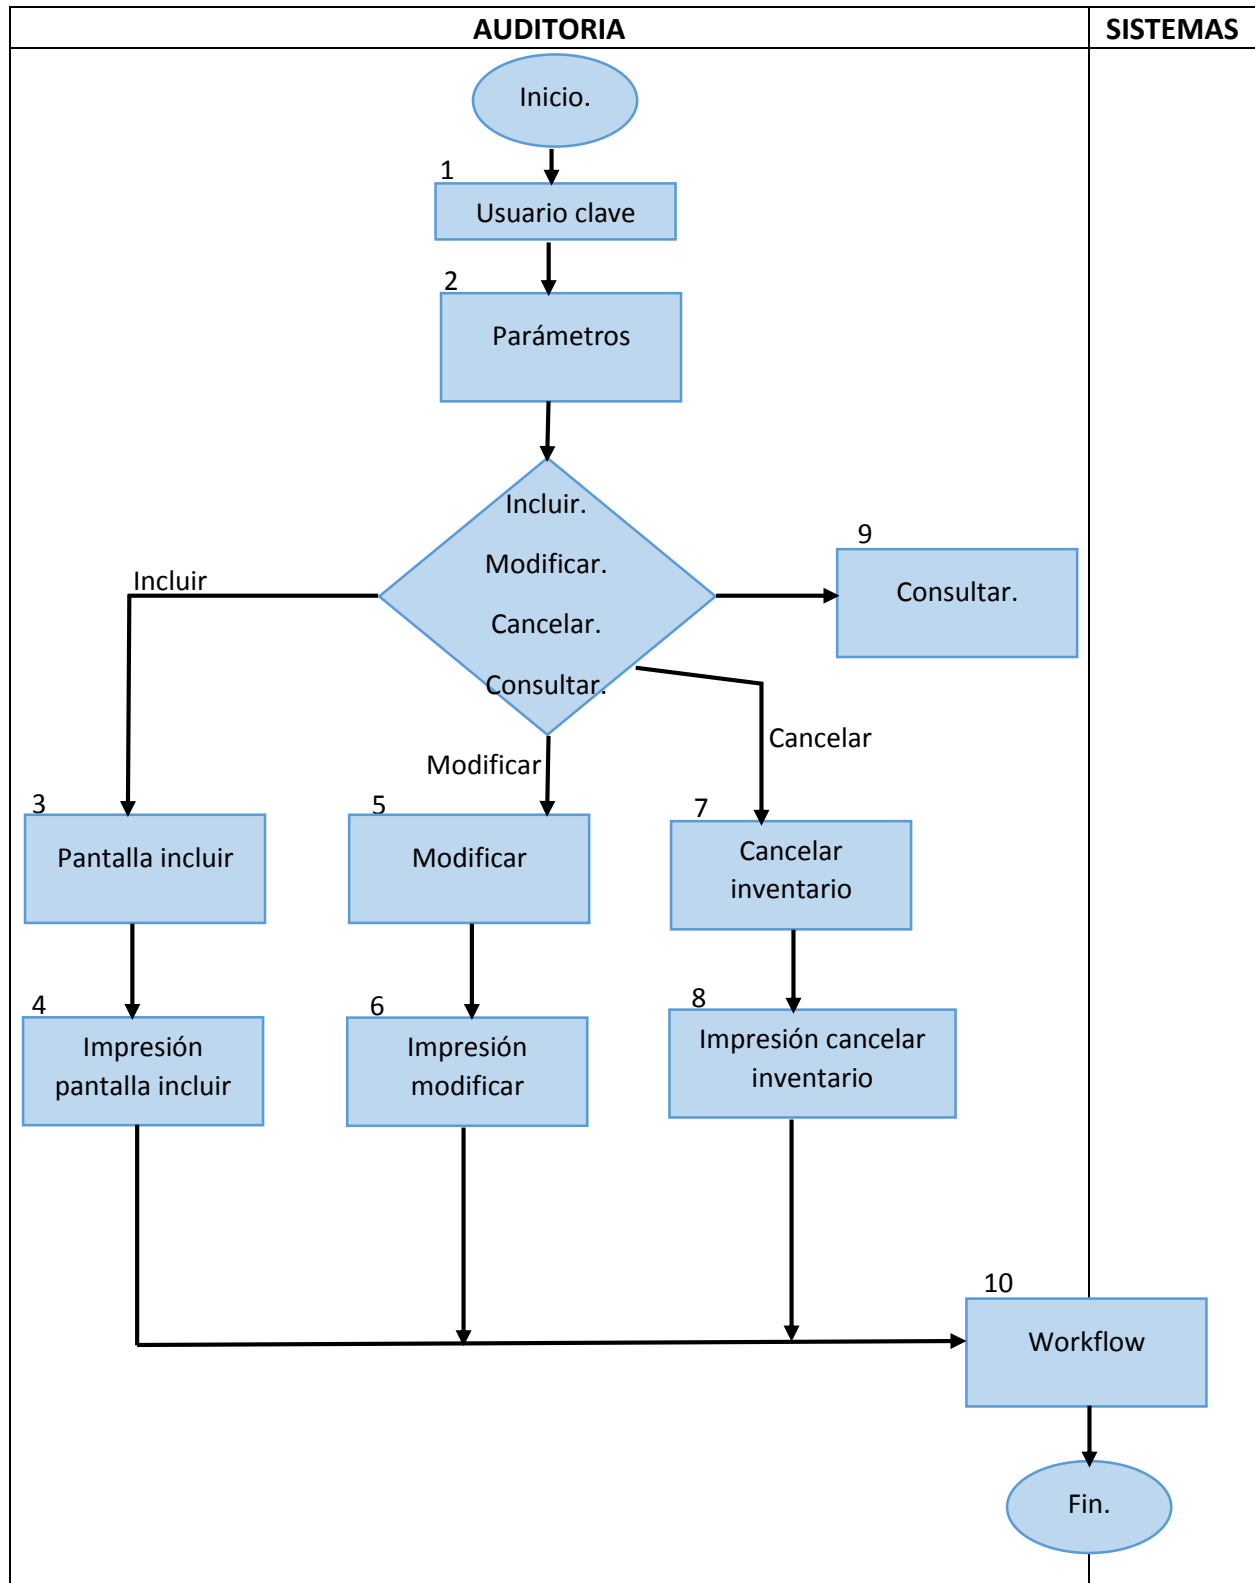 AUDITORIA
SISTEMAS
Inicio.
1
Usuario clave
2
Parámetros
Incluir.
Modificar.
Cancelar.
Consultar.
9
Consultar.
Incluir
Modificar
Cancelar
3
Pantalla incluir
5
Modificar
7
Cancelar
inventario
4
Impresión
pantalla incluir
6
Impresión
modificar
8
Impresión cancelar
inventario
10
Workflow
Fin.